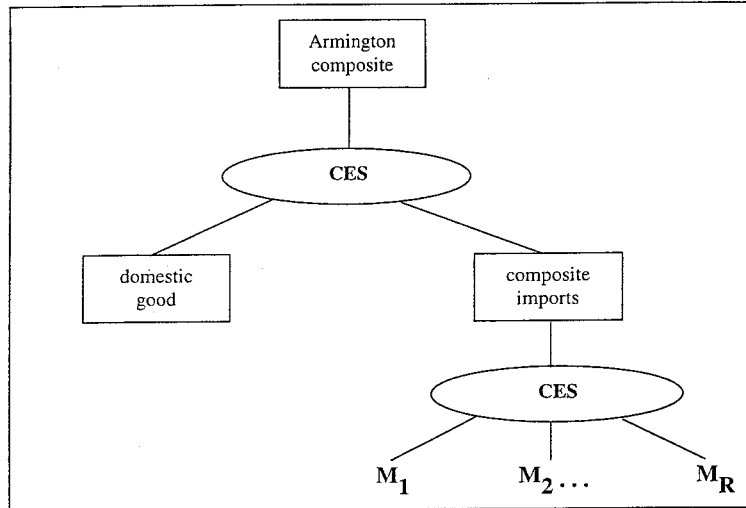 Armington
composite
CES
domestic
good
composite
imports
CES
M1 M2... MR